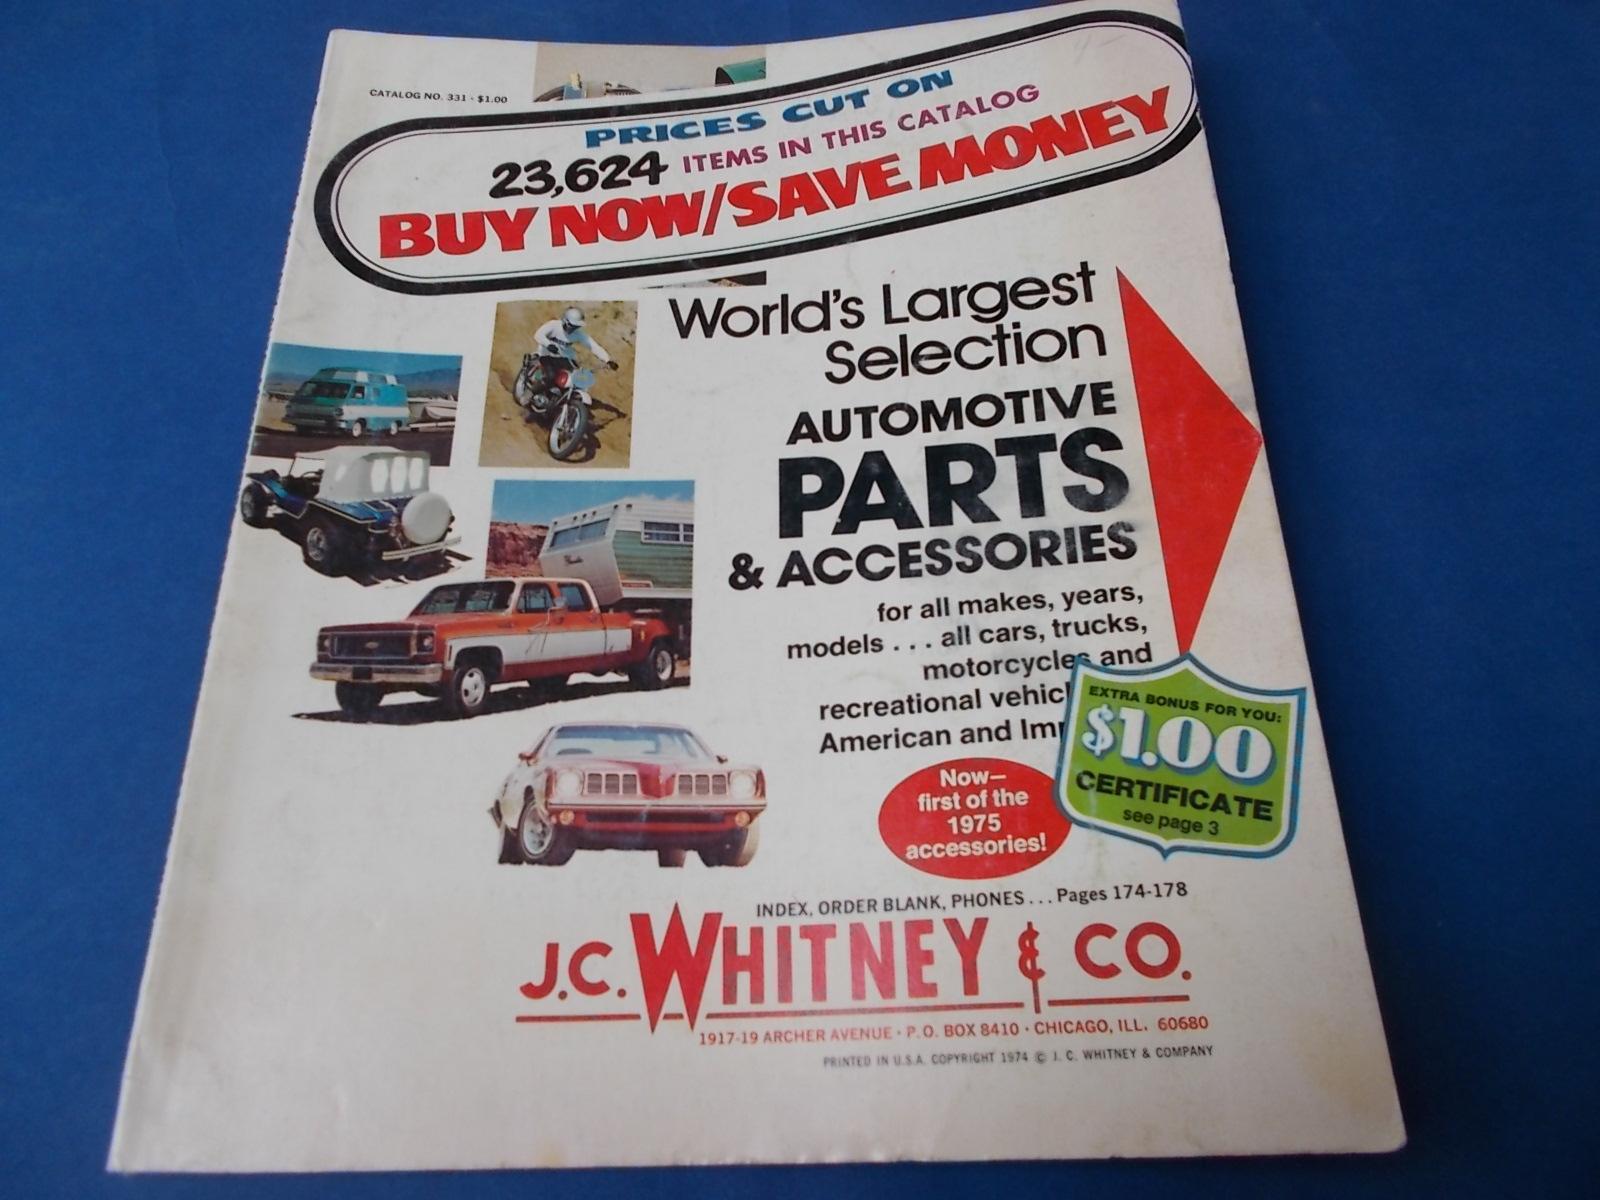 CATALOG NO. 331 · $1.00
PRICES CUT ON
23,624 ITEMS IN THIS CATALOG
BUY NOW/SAVE MONEY
World's Largest
Selection
AUTOMOTIVE
PARTS
& ACCESSORIES
for all makes, years,
models . . . all cars, trucks,
motorcycles and
recreational vehicl
American and Imp
EXTRA BONUS FOR YOU:
$1.00
CERTIFICATE
see page 3
Now—
first of the
1975
accessories!
INDEX, ORDER BLANK, PHONES . . . Pages 174-178
J.C. WHITNEY & CO.
1917-19 ARCHER AVENUE · P.O. BOX 8410 · CHICAGO, ILL. 60680
PRINTED IN U.S.A. COPYRIGHT 1974 © J. C. WHITNEY & COMPANY